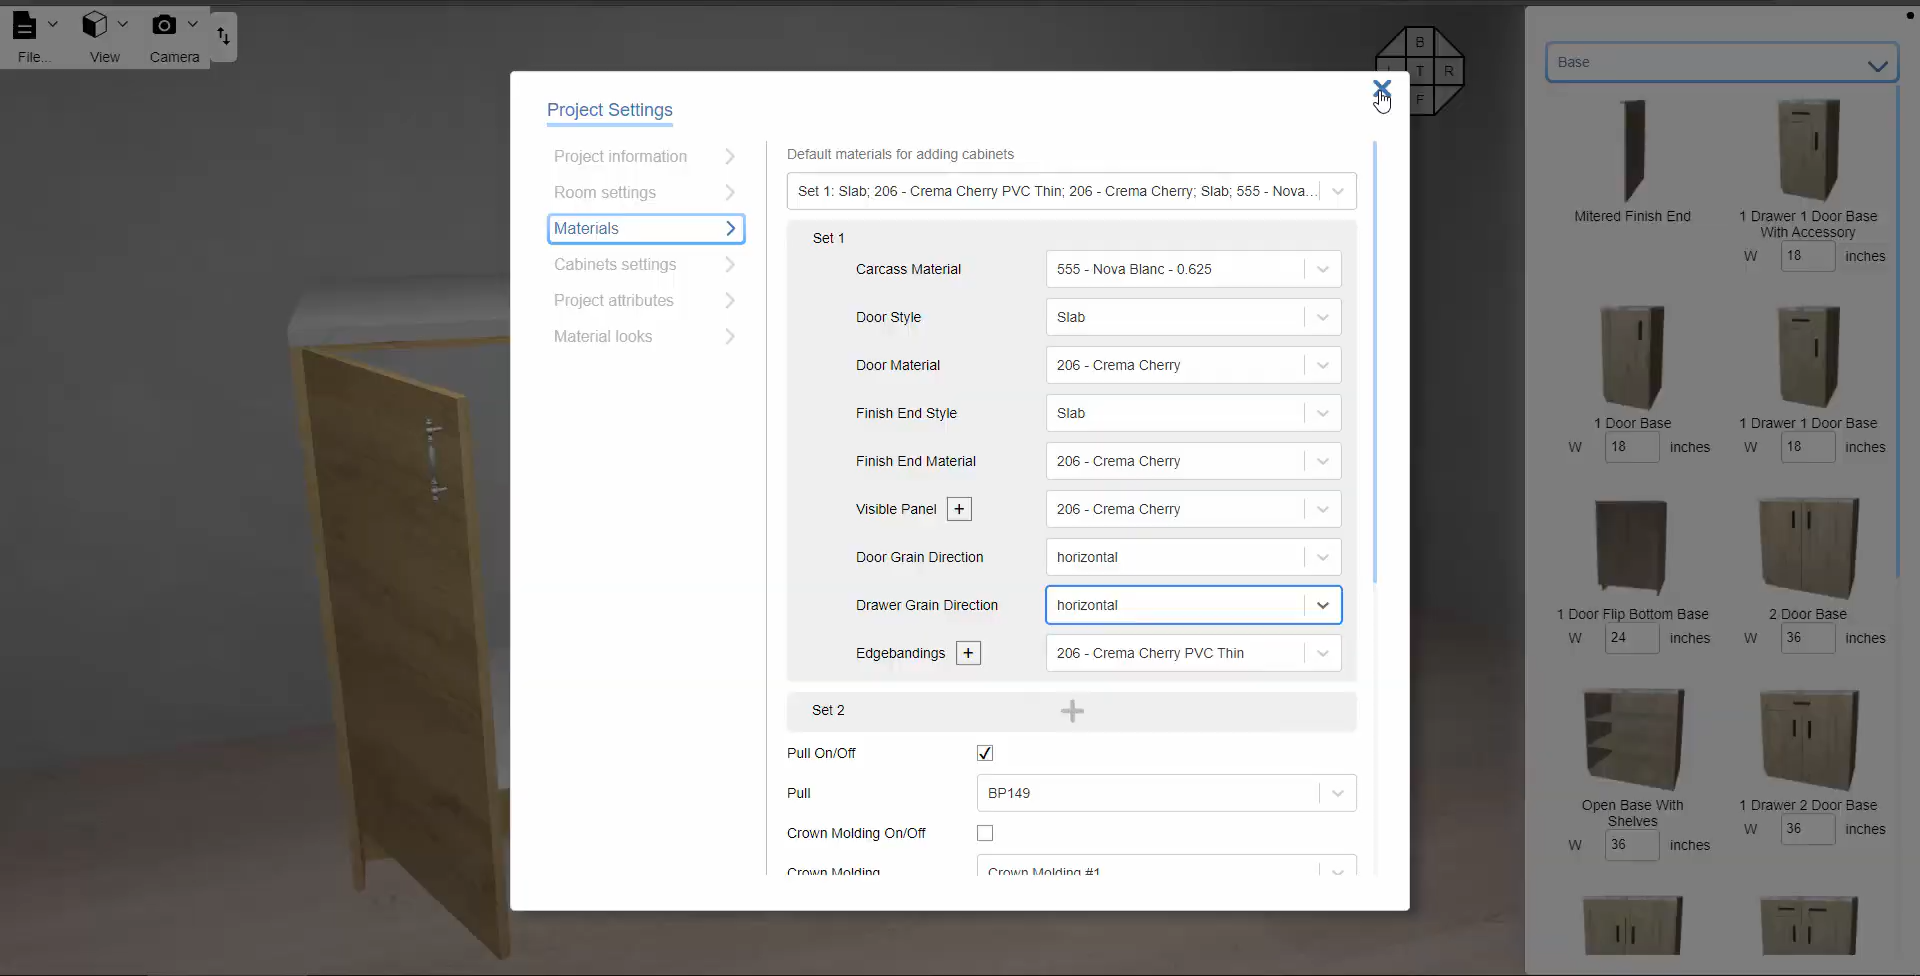 File...
View
Camera
B
T
R
F
Project Settings
Project information
Room settings
Materials
Cabinets settings
Project attributes
Material looks
Default materials for adding cabinets
Set 1: Slab; 206 - Crema Cherry PVC Thin; 206 - Crema Cherry; Slab; 555 - Nova...
Set 1
Carcass Material
555 - Nova Blanc - 0.625
Door Style
Slab
Door Material
206 - Crema Cherry
Finish End Style
Slab
Finish End Material
206 - Crema Cherry
Visible Panel +
206 - Crema Cherry
Door Grain Direction
horizontal
Drawer Grain Direction
horizontal
Edgebandings +
206 - Crema Cherry PVC Thin
Set 2
Pull On/Off
Pull
BP149
Crown Molding On/Off
Crown Molding
Crown Molding #1
Base
Mitered Finish End
1 Drawer 1 Door Base
With Accessory
W 18 inches
1 Door Base
W 18 inches
1 Drawer 1 Door Base
W 18 inches
1 Door Flip Bottom Base
W 24 inches
2 Door Base
W 36 inches
Open Base With
Shelves
W 36 inches
1 Drawer 2 Door Base
W 36 inches